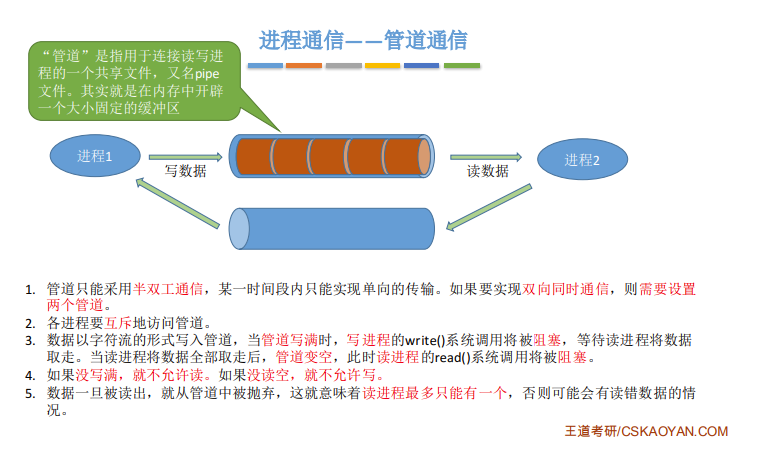 进程通信——管道通信
“管道”是指用于连接读写进
程的一个共享文件，又名pipe
文件。其实就是在内存中开辟
一个大小固定的缓冲区
进程1
写数据
读数据
进程2
1. 管道只能采用半双工通信，某一时间段内只能实现单向的传输。如果要实现双向同时通信，则需要设置
两个管道。
2. 各进程要互斥地访问管道。
3. 数据以字符流的形式写入管道，当管道写满时，写进程的write()系统调用将被阻塞，等待读进程将数据
取走。当读进程将数据全部取走后，管道变空，此时读进程的read()系统调用将被阻塞。
4. 如果没写满，就不允许读。如果没读空，就不允许写。
5. 数据一旦被读出，就从管道中被抛弃，这就意味着读进程最多只能有一个，否则可能会有读错数据的情
况。
王道考研/CSKAOYAN.COM